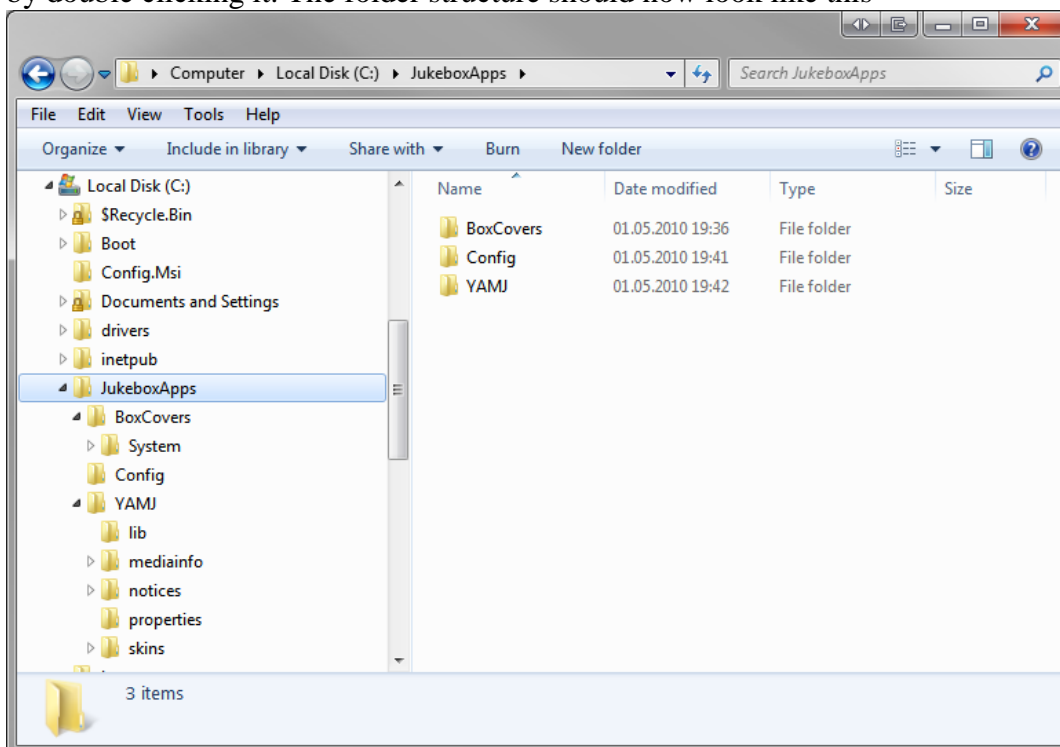 by double clicking it. The folder structure should now look like this
Computer Local Disk (C:) JukeboxApps Search JukeboxApps
File Edit View Tools Help
Organize Include in library Share with Burn New folder
Local Disk (C:)
$Recycle.Bin
Boot
Config.Msi
Documents and Settings
drivers
inetpub
JukeboxApps
BoxCovers
System
Config
YAMJ
lib
mediainfo
notices
properties
skins
Name Date modified Type Size
BoxCovers 01.05.2010 19:36 File folder
Config 01.05.2010 19:41 File folder
YAMJ 01.05.2010 19:42 File folder
3 items